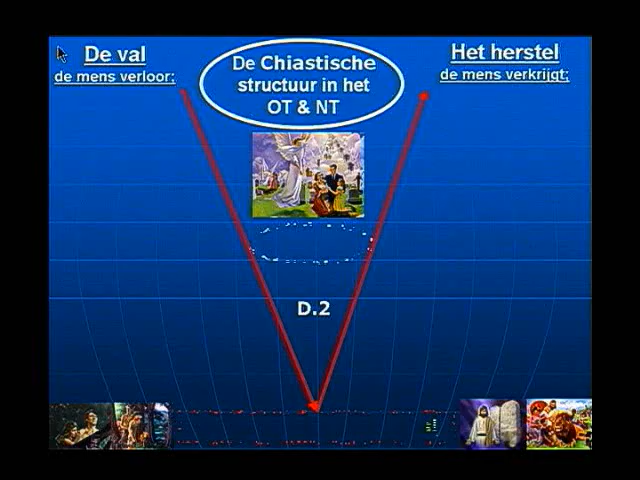 De val
de mens verloor:
De Chiastische
structuur in het
OT & NT
Het herstel
de mens verkrijgt:
D.2